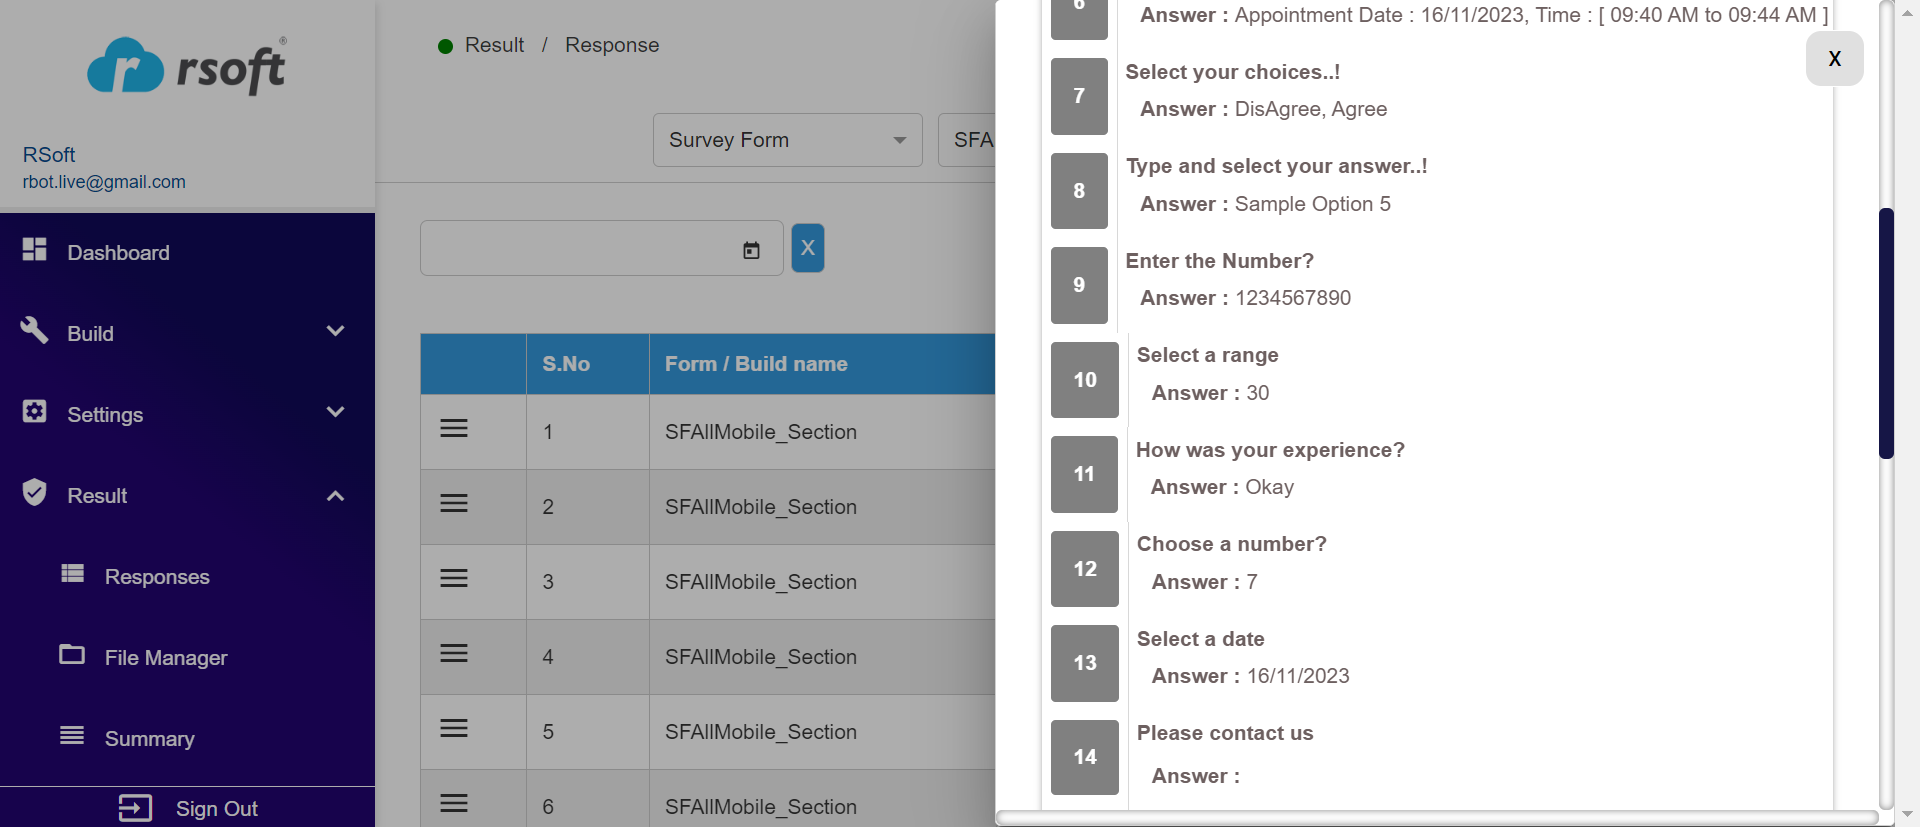 rsoft®
RSoft
rbot.live@gmail.com
Dashboard
Build
Settings
Result
Responses
File Manager
Summary
Sign Out
Result / Response
Survey Form
SFA
X
S.No Form / Build name
1 SFAllMobile_Section
2 SFAllMobile_Section
3 SFAllMobile_Section
4 SFAllMobile_Section
5 SFAllMobile_Section
6 SFAllMobile_Section
X
6
Answer : Appointment Date : 16/11/2023, Time : [ 09:40 AM to 09:44 AM ]
7 Select your choices..!
Answer : DisAgree, Agree
8 Type and select your answer..!
Answer : Sample Option 5
9 Enter the Number?
Answer : 1234567890
10 Select a range
Answer : 30
11 How was your experience?
Answer : Okay
12 Choose a number?
Answer : 7
13 Select a date
Answer : 16/11/2023
14 Please contact us
Answer :